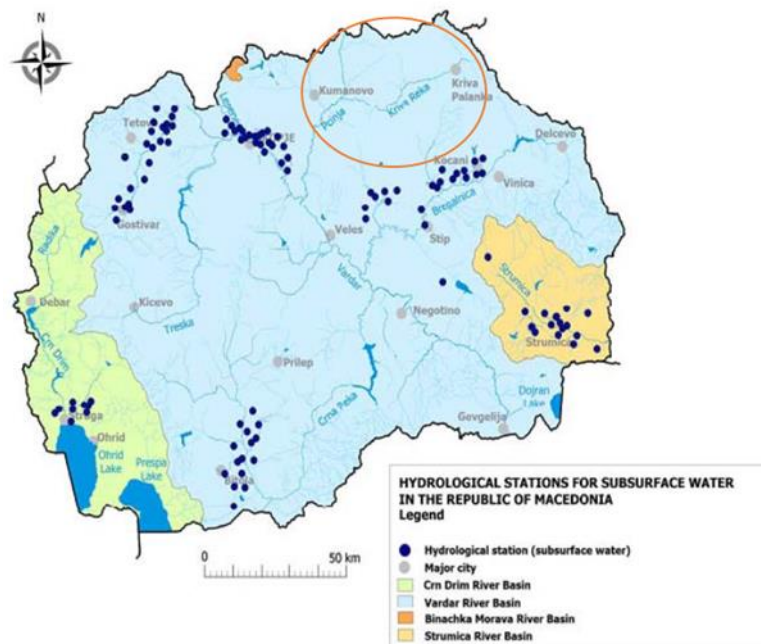 N
Kumanovo
Kriva
Palanka
Pcinja
Kriva Reka
Lepenec
Tetovo
Delcevo
Kocani
Vinica
Gostivar
Bregalnica
Stip
Veles
Radika
Vardar
Strumica
Debar
Kicevo
Treska
Negotino
Crn Drim
Strumica
Prilep
Dojran
Lake
Crna Reka
Gevgelija
Struga
Ohrid
Ohrid
Lake
Prespa
Lake
Bitola
0 50 km
HYDROLOGICAL STATIONS FOR SUBSURFACE WATER
IN THE REPUBLIC OF MACEDONIA
Legend
Hydrological station (subsurface water)
Major city
Crn Drim River Basin
Vardar River Basin
Binachka Morava River Basin
Strumica River Basin